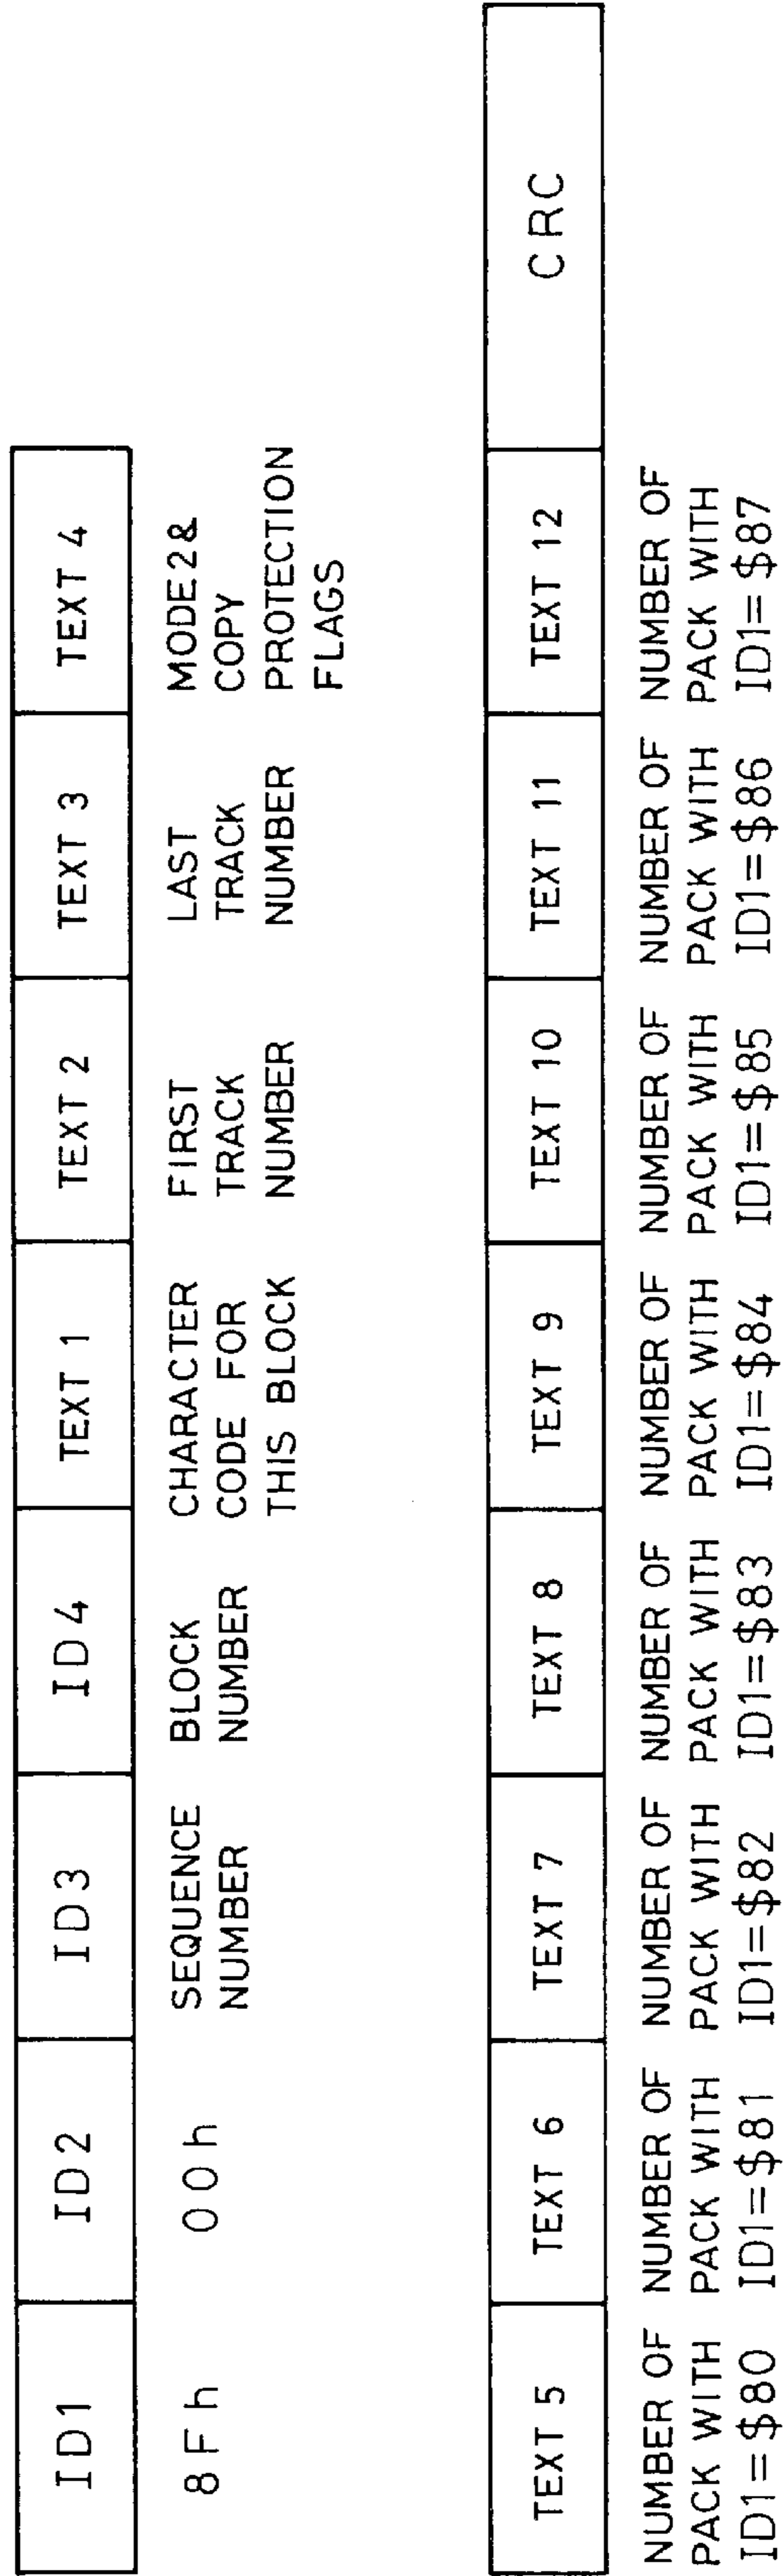 ID1 ID2 ID3 ID4 TEXT 1 TEXT 2 TEXT 3 TEXT 4
8Fh 00h SEQUENCE BLOCK CHARACTER FIRST LAST MODE2&
NUMBER NUMBER CODE FOR TRACK TRACK COPY
THIS BLOCK NUMBER NUMBER PROTECTION
FLAGS
TEXT 5 TEXT 6 TEXT 7 TEXT 8 TEXT 9 TEXT 10 TEXT 11 TEXT 12 CRC
NUMBER OF NUMBER OF NUMBER OF NUMBER OF NUMBER OF NUMBER OF NUMBER OF NUMBER OF
PACK WITH PACK WITH PACK WITH PACK WITH PACK WITH PACK WITH PACK WITH PACK WITH
ID1=$80 ID1=$81 ID1=$82 ID1=$83 ID1=$84 ID1=$85 ID1=$86 ID1=$87